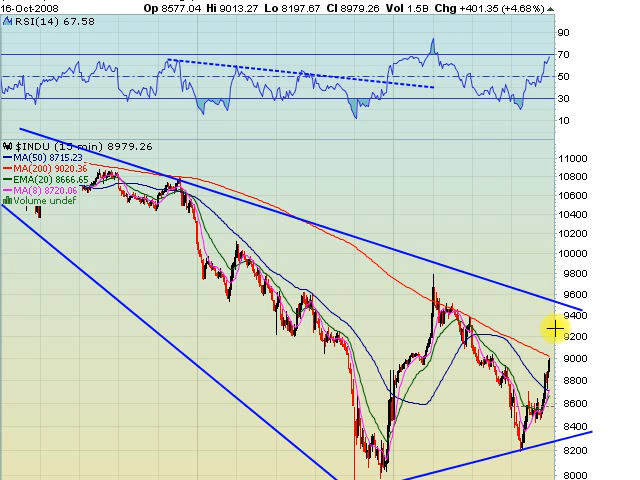 16-Oct-2008 Op 8577.04 Hi 9013.27 Lo 8197.67 Cl 8979.26 Vol 1.5B Chg +401.35 (+4.68%)
RSI(14) 67.58
90
70
50
30
10
$INDU (15 min) 8979.26
MA(50) 8715.23
MA(200) 9020.36
EMA(20) 8666.65
MA(8) 8720.06
Volume undef
11000
10800
10600
10400
10200
10000
9800
9600
9400
9200
9000
8800
8600
8400
8200
8000